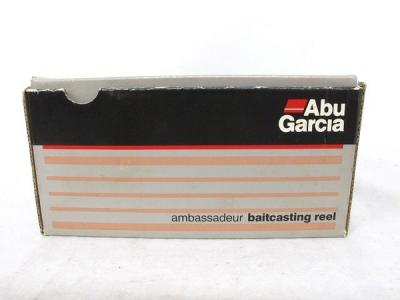 Abu
Garcia
ambassadeur baitcasting reel